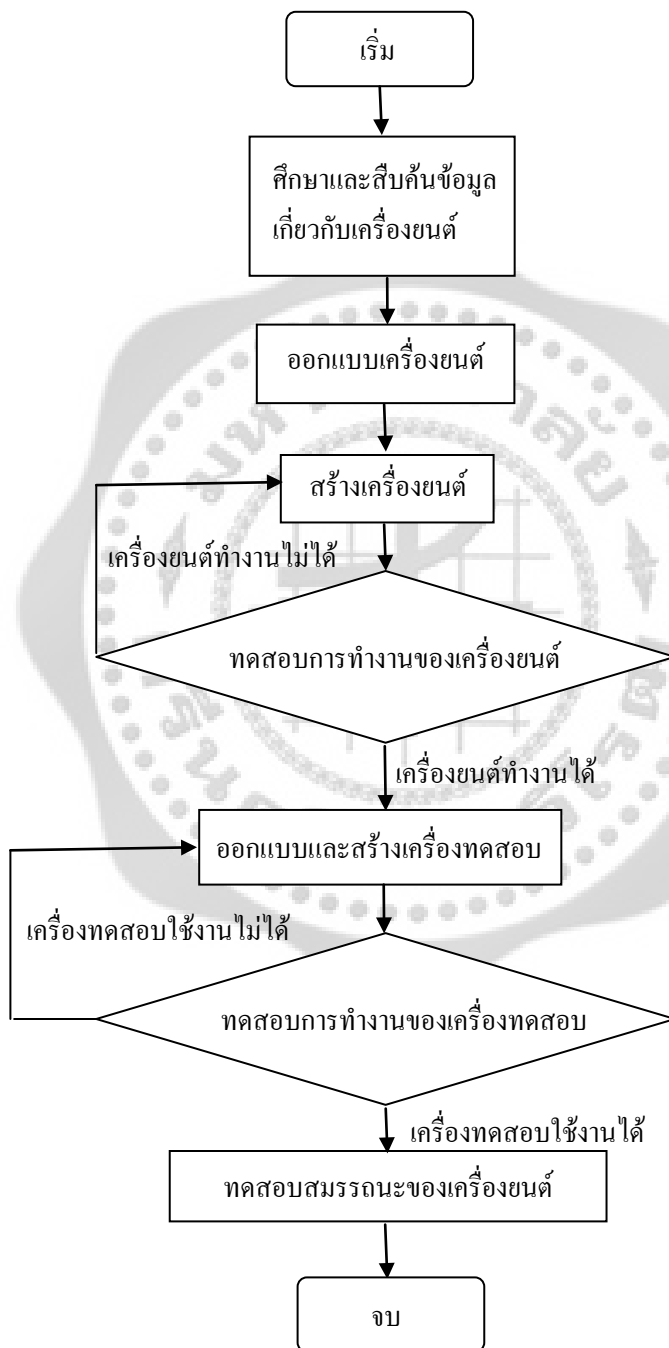 เริ่ม
ศึกษาและสืบค้นข้อมูล
เกี่ยวกับเครื่องยนต์
ออกแบบเครื่องยนต์
สร้างเครื่องยนต์
เครื่องยนต์ทำงานไม่ได้
ทดสอบการทำงานของเครื่องยนต์
เครื่องยนต์ทำงานได้
ออกแบบและสร้างเครื่องทดสอบ
เครื่องทดสอบใช้งานไม่ได้
ทดสอบการทำงานของเครื่องทดสอบ
เครื่องทดสอบใช้งานได้
ทดสอบสมรรถนะของเครื่องยนต์
จบ